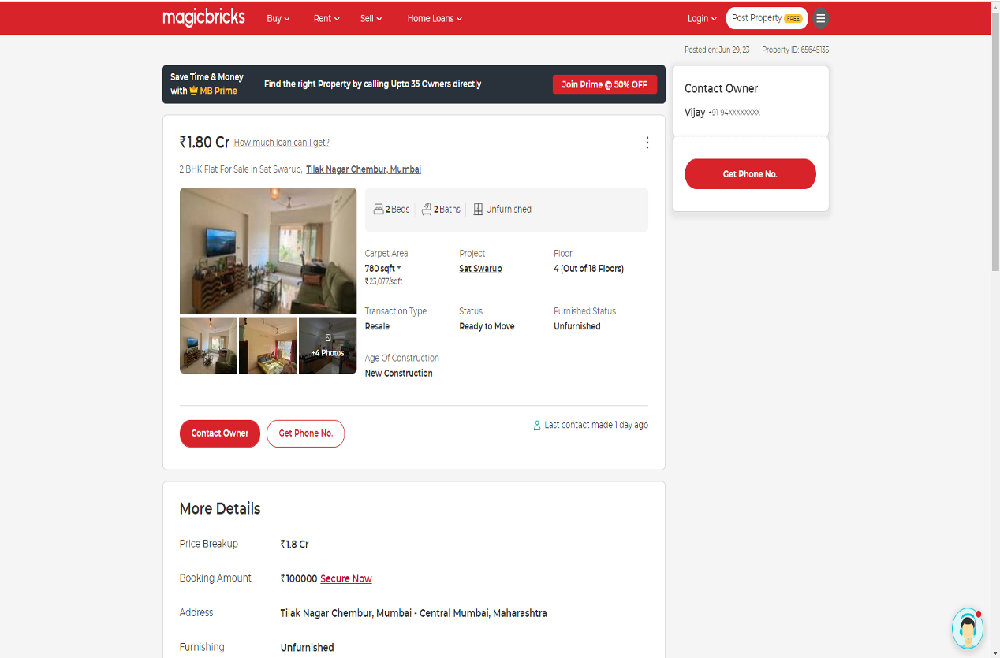 magicbricks
Buy
Rent
Sell
Home Loans
Login
Post Property FREE
Posted on: Jun 29, 23
Property ID: 65645135
Save Time & Money
with MB Prime
Find the right Property by calling Upto 35 Owners directly
Join Prime @ 50% OFF
Contact Owner
Vijay +91-94XXXXXXXX
Get Phone No.
₹1.80 Cr How much loan can I get?
2 BHK Flat For Sale in Sat Swarup, Tilak Nagar Chembur, Mumbai
2 Beds
2 Baths
Unfurnished
Carpet Area
780 sqft
₹23,077/sqft
Project
Sat Swarup
Floor
4 (Out of 18 Floors)
Transaction Type
Resale
Status
Ready to Move
Furnished Status
Unfurnished
+4 Photos
Age Of Construction
New Construction
Contact Owner
Get Phone No.
Last contact made 1 day ago
More Details
Price Breakup ₹1.8 Cr
Booking Amount ₹100000 Secure Now
Address Tilak Nagar Chembur, Mumbai - Central Mumbai, Maharashtra
Furnishing Unfurnished